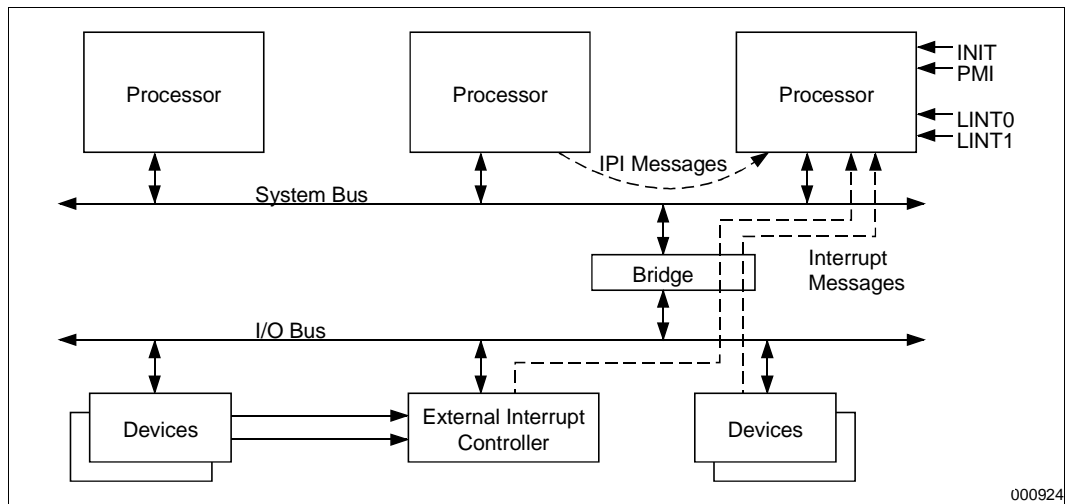 Processor
Processor
Processor
INIT
PMI
LINT0
LINT1
IPI Messages
System Bus
Bridge
Interrupt
Messages
I/O Bus
Devices
External Interrupt
Controller
Devices
000924